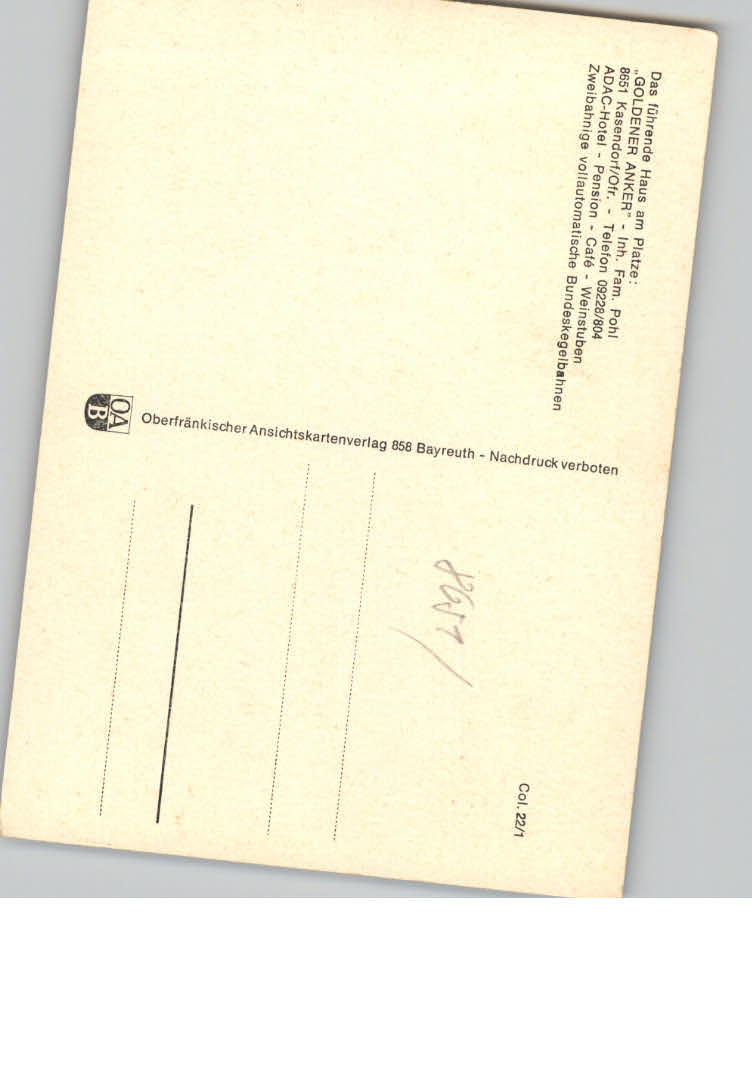 Das führende Haus am Platze:
„GOLDENER ANKER" - Inh. Fam. Pohl
8651 Kasendorf/Ofr. - Telefon 09228/804
ADAC-Hotel - Pension - Café - Weinstuben
Zweibahnige vollautomatische Bundeskegelbahnen
OA
B
Oberfränkischer Ansichtskartenverlag 858 Bayreuth - Nachdruck verboten
8651
Col. 22/1